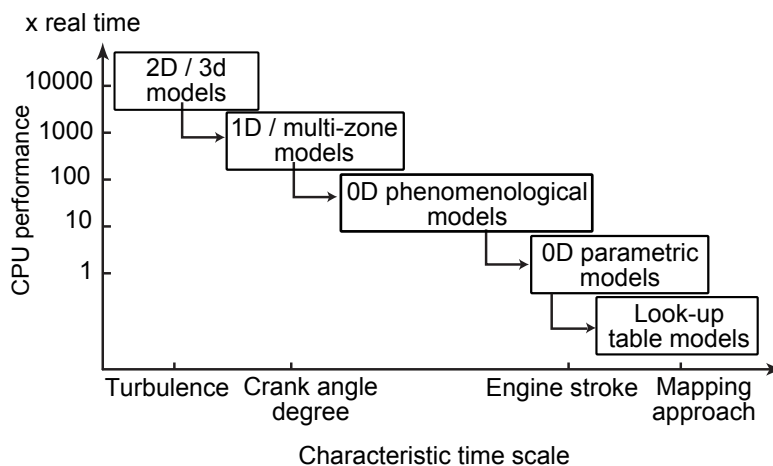 x real time
10000
1000
100
10
1
CPU performance
2D / 3d
models
1D / multi-zone
models
0D phenomenological
models
0D parametric
models
Look-up
table models
Turbulence
Crank angle
degree
Engine stroke
Mapping
approach
Characteristic time scale